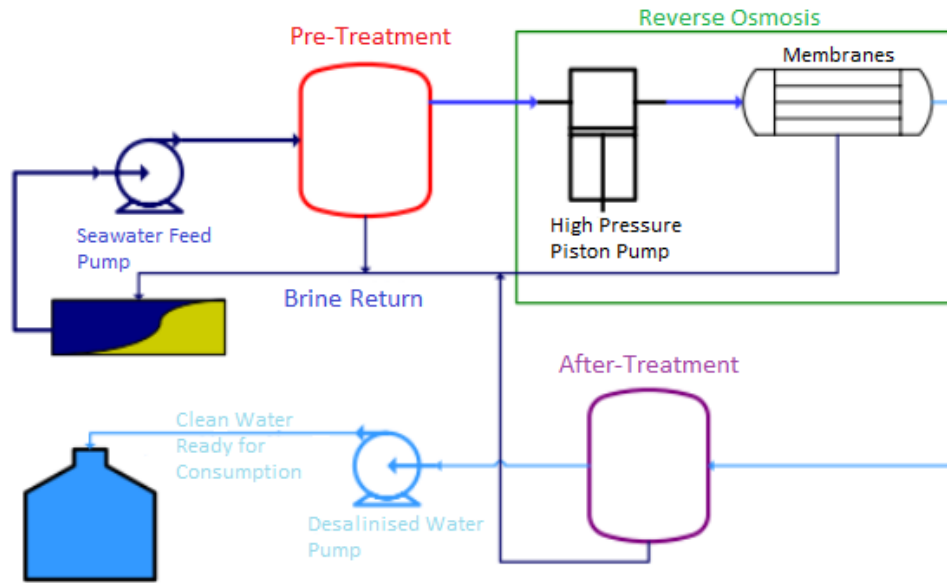 Reverse Osmosis
Pre-Treatment
Membranes
High Pressure
Piston Pump
Seawater Feed
Pump
Brine Return
After-Treatment
Clean Water
Ready for
Consumption
Desalinised Water
Pump